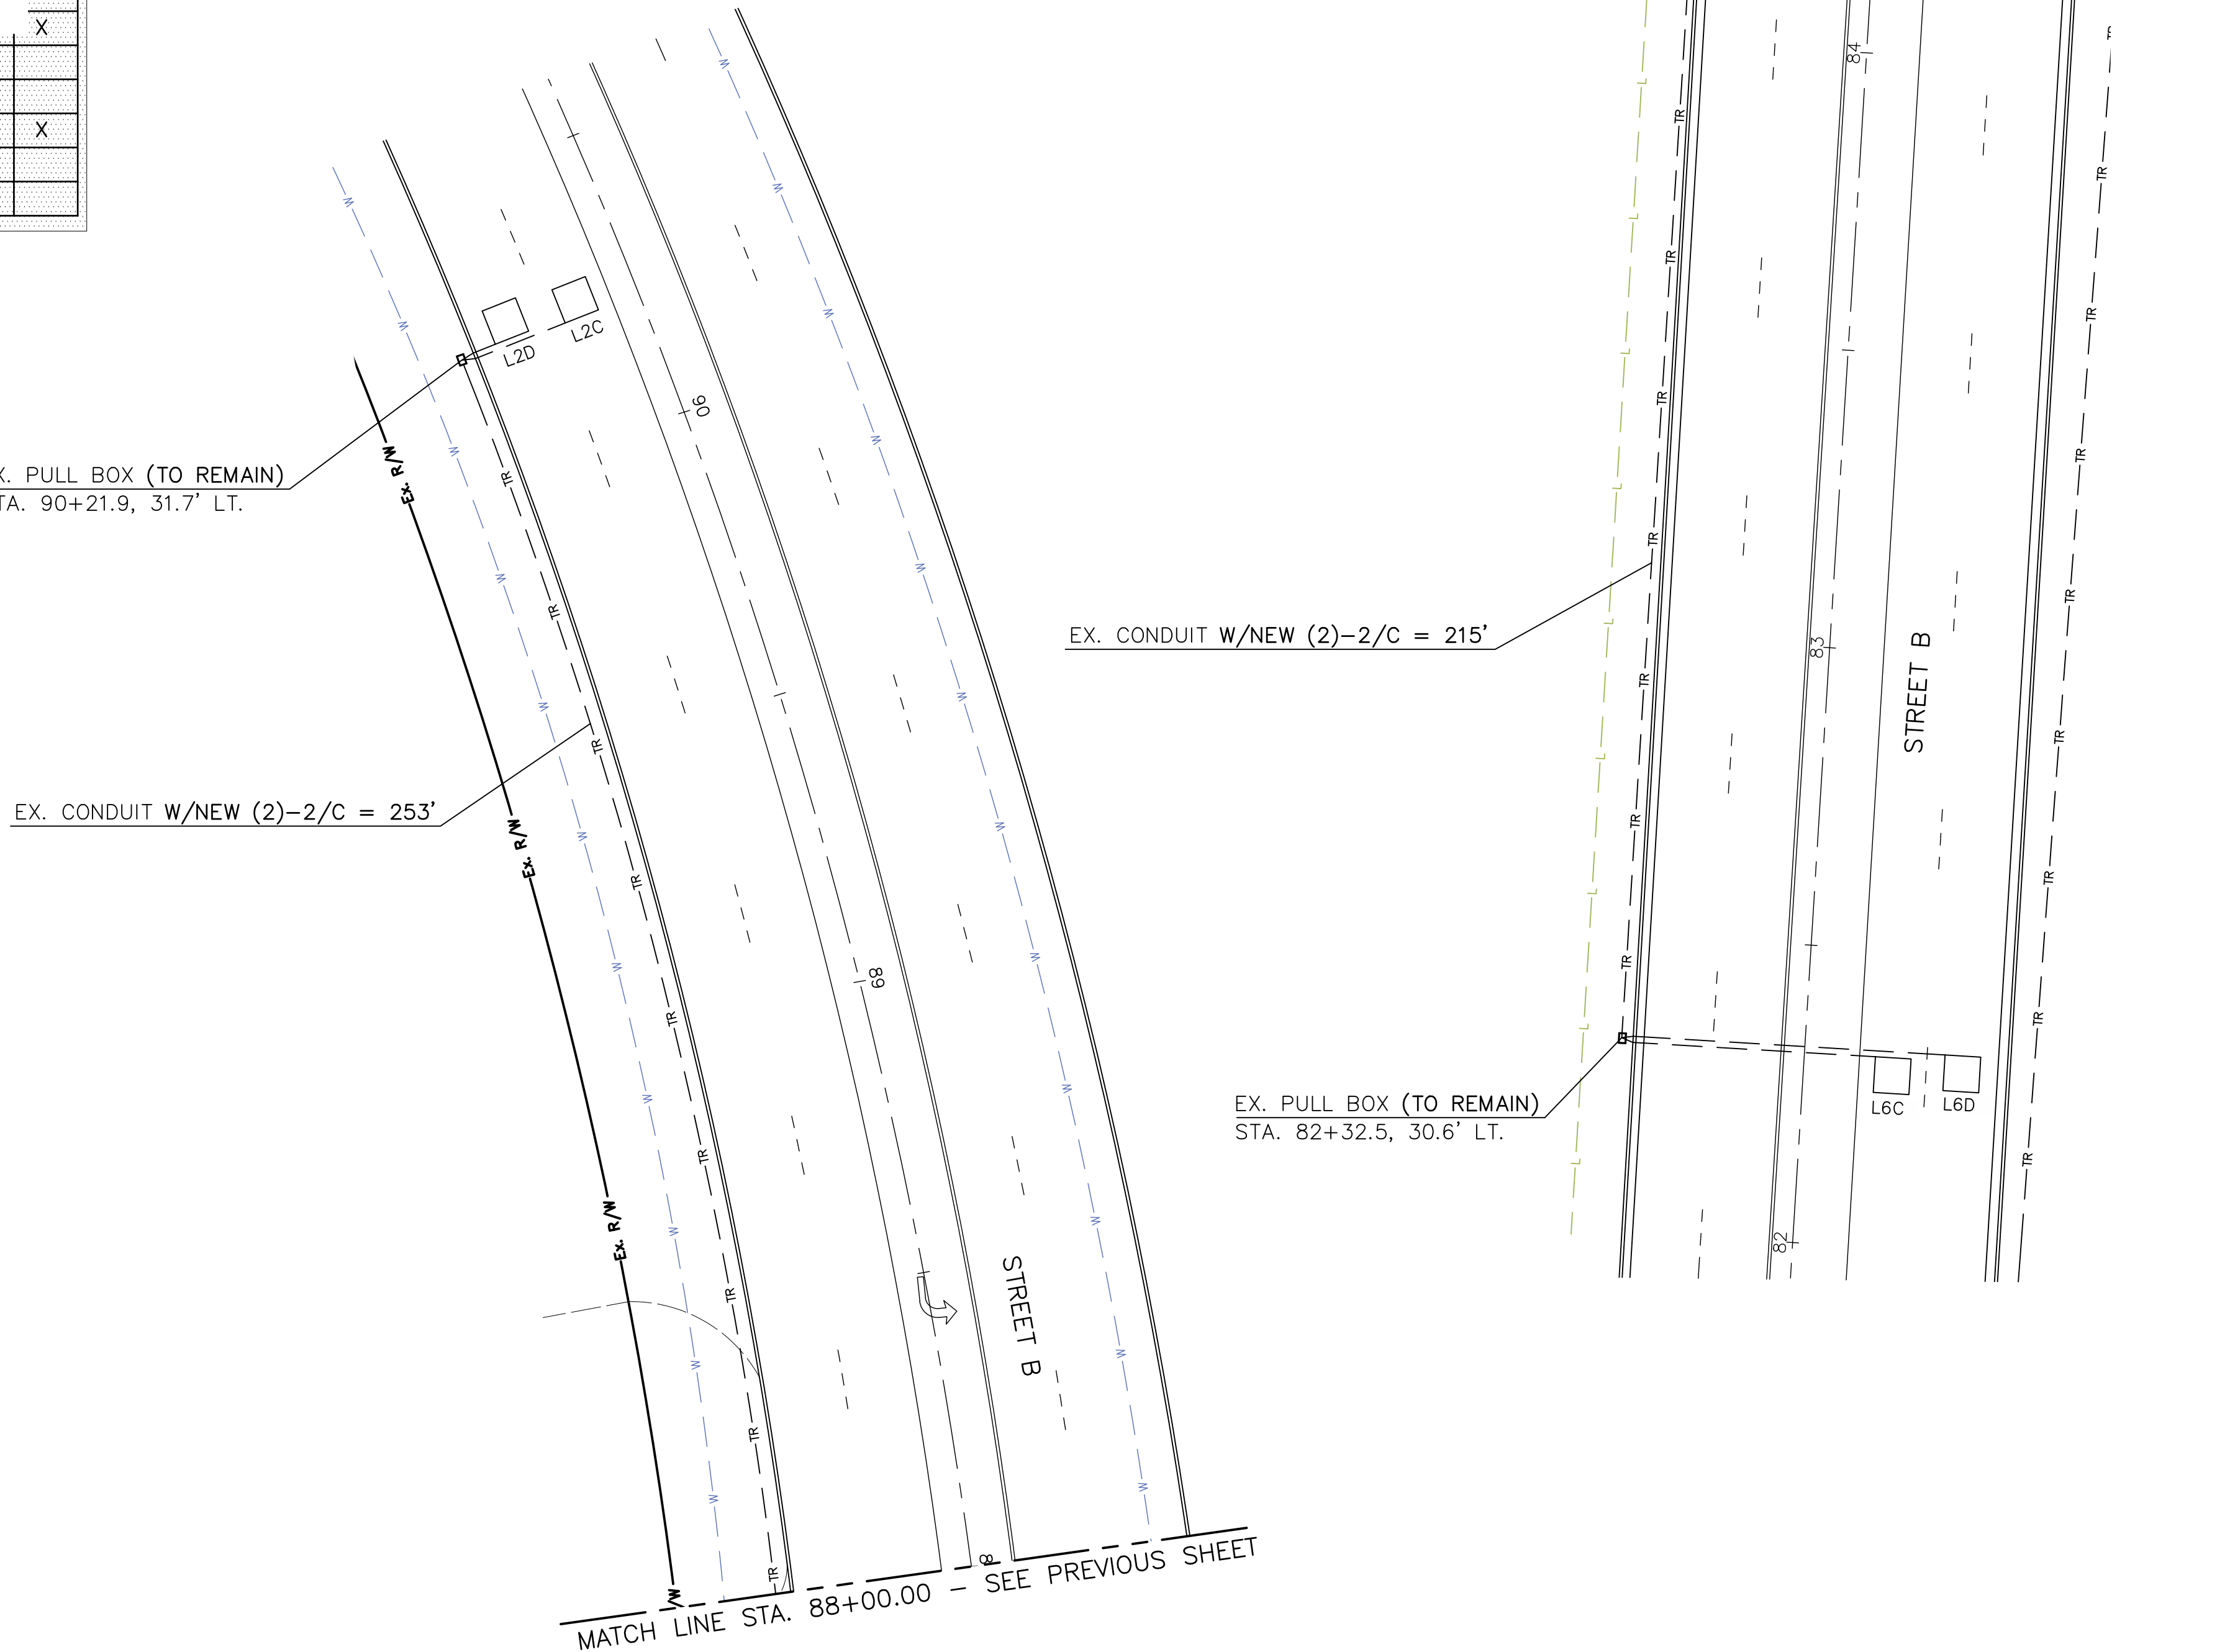 X
X
L2D
L2C
90
X. PULL BOX (TO REMAIN)
TA. 90+21.9, 31.7' LT.
Ex. R/W
TR
W
EX. CONDUIT W/NEW (2)-2/C = 253'
Ex. R/W
89
Ex. R/W
STREET B
/W
8
MATCH LINE STA. 88+00.00 - SEE PREVIOUS SHEET
84
TR
L
EX. CONDUIT W/NEW (2)-2/C = 215'
83
STREET B
EX. PULL BOX (TO REMAIN)
STA. 82+32.5, 30.6' LT.
L6C
L6D
82